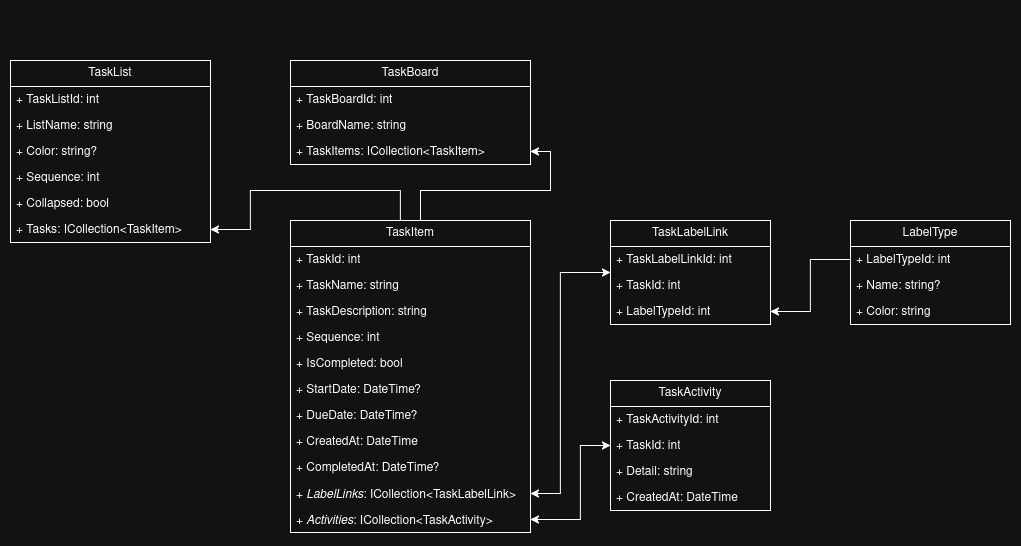 TaskList
+ TaskListId: int
+ ListName: string
+ Color: string?
+ Sequence: int
+ Collapsed: bool
+ Tasks: ICollection<TaskItem>
TaskBoard
+ TaskBoardId: int
+ BoardName: string
+ TaskItems: ICollection<TaskItem>
TaskItem
+ TaskId: int
+ TaskName: string
+ TaskDescription: string
+ Sequence: int
+ IsCompleted: bool
+ StartDate: DateTime?
+ DueDate: DateTime?
+ CreatedAt: DateTime
+ CompletedAt: DateTime?
+ LabelLinks: ICollection<TaskLabelLink>
+ Activities: ICollection<TaskActivity>
TaskLabelLink
+ TaskLabelLinkId: int
+ TaskId: int
+ LabelTypeId: int
LabelType
+ LabelTypeId: int
+ Name: string?
+ Color: string
TaskActivity
+ TaskActivityId: int
+ TaskId: int
+ Detail: string
+ CreatedAt: DateTime